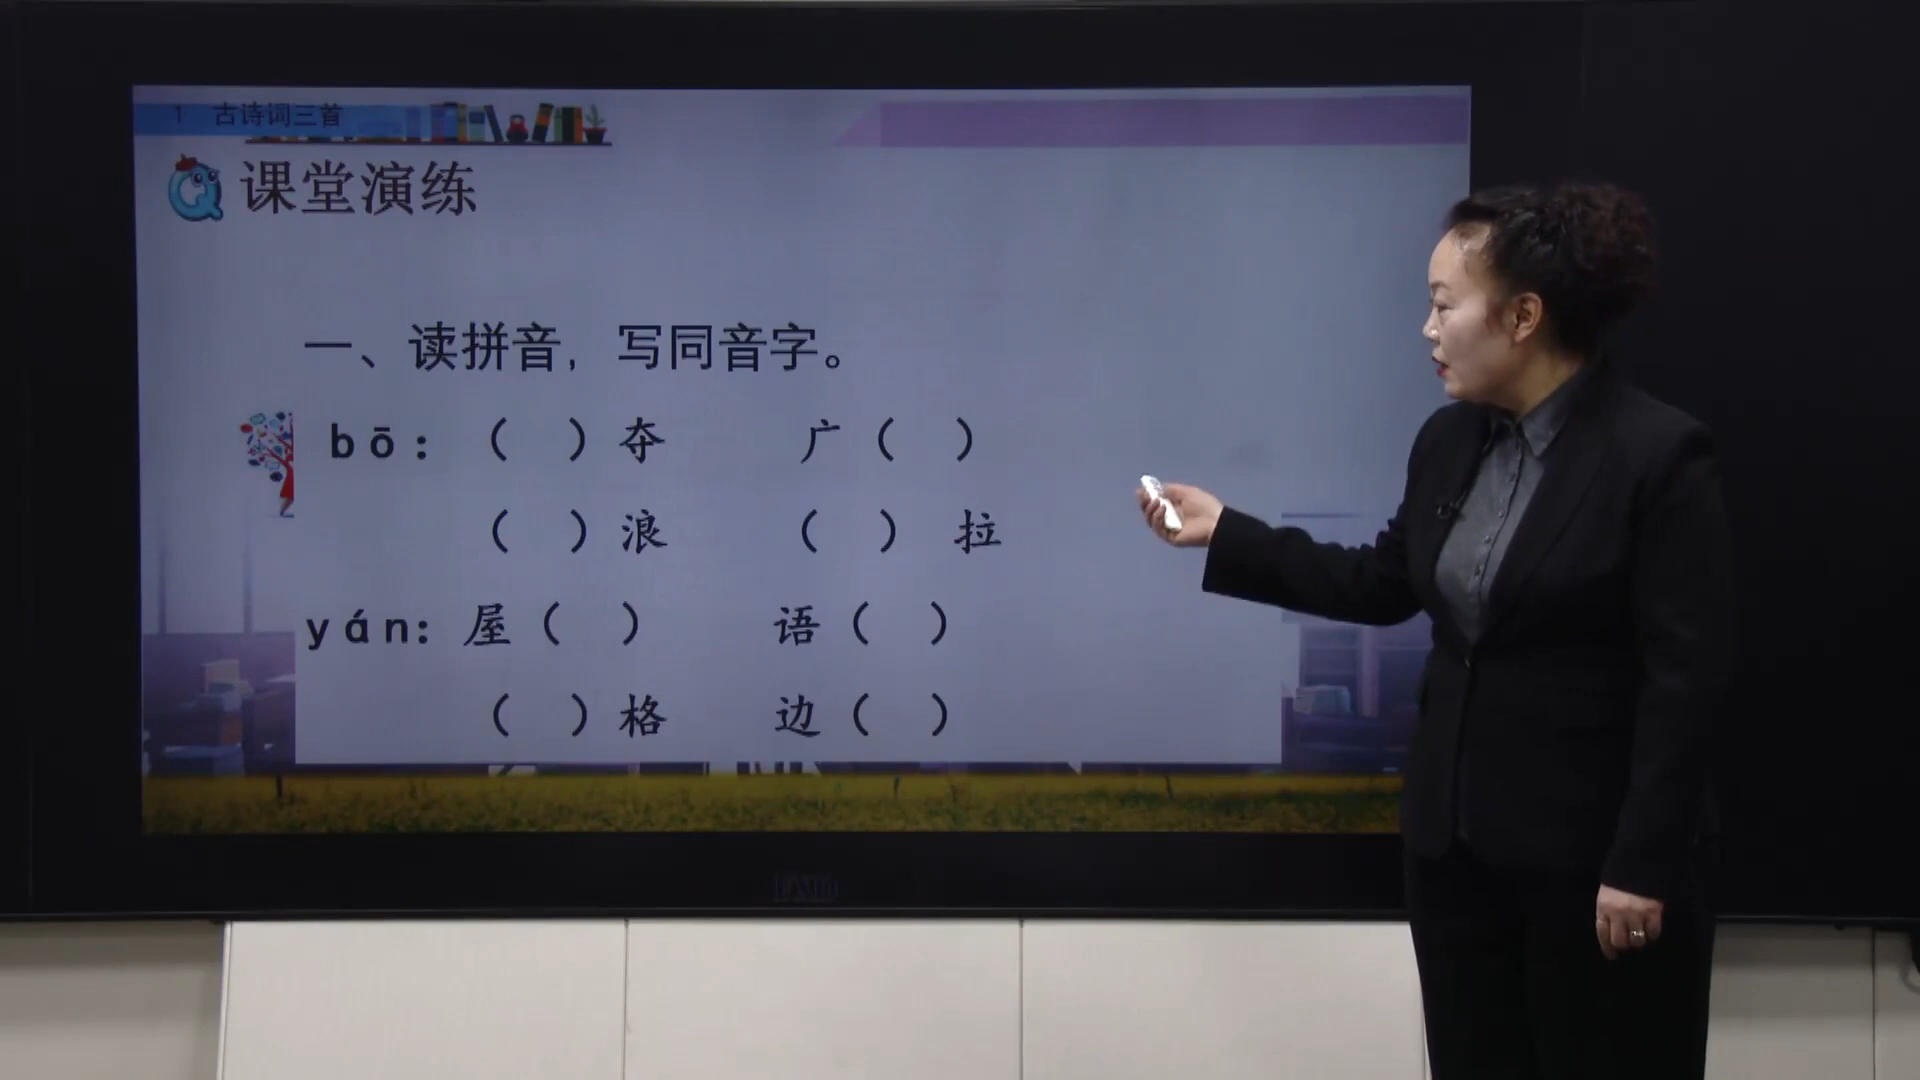 1 古诗词三首
课堂演练
一、读拼音，写同音字。
bō：（ ）夺 广（ ）
（ ）浪 （ ）拉
yán：屋（ ） 语（ ）
（ ）格 边（ ）